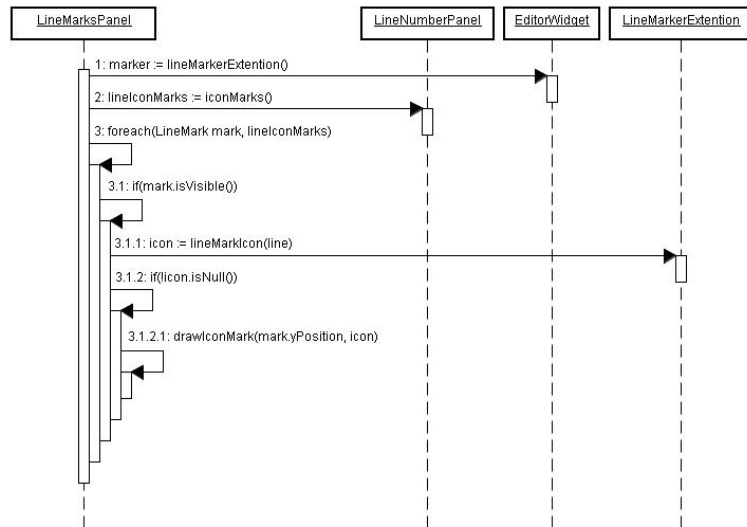 LineMarksPanel
LineNumberPanel
EditorWidget
LineMarkerExtention
1: marker := lineMarkerExtention()
2: lineIconMarks := iconMarks()
3: foreach(LineMark mark, lineIconMarks)
3.1: if(mark.isVisible())
3.1.1: icon := lineMarkIcon(line)
3.1.2: if(!icon.isNull())
3.1.2.1: drawIconMark(mark.yPosition, icon)